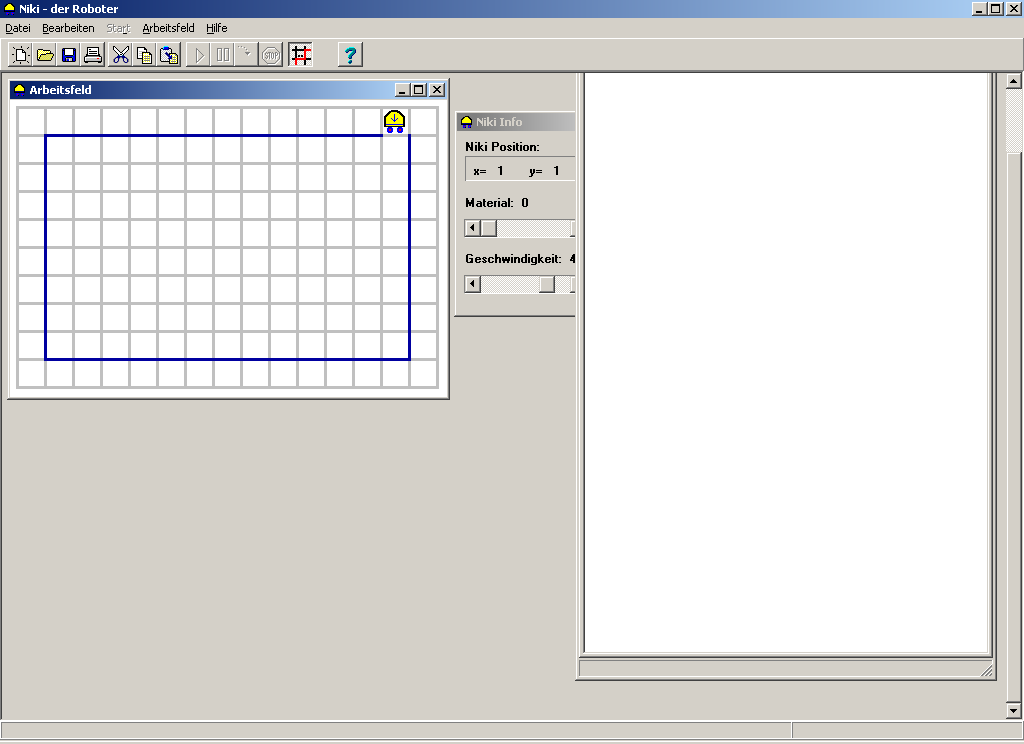 Niki - der Roboter
Datei Bearbeiten Start Arbeitsfeld Hilfe
STOP ?
Arbeitsfeld
Niki Info
Niki Position:
x= 1 y= 1
Material: 0
Geschwindigkeit: 4